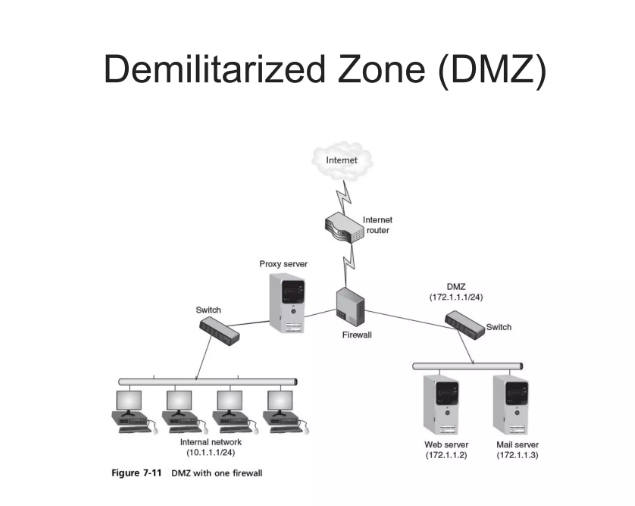 Demilitarized Zone (DMZ)
Internet
Internet
router
Proxy server
DMZ
(172.1.1.1/24)
Switch
Switch
Firewall
Internal network
(10.1.1.1/24)
Web server
(172.1.1.2)
Mail server
(172.1.1.3)
Figure 7-11 DMZ with one firewall